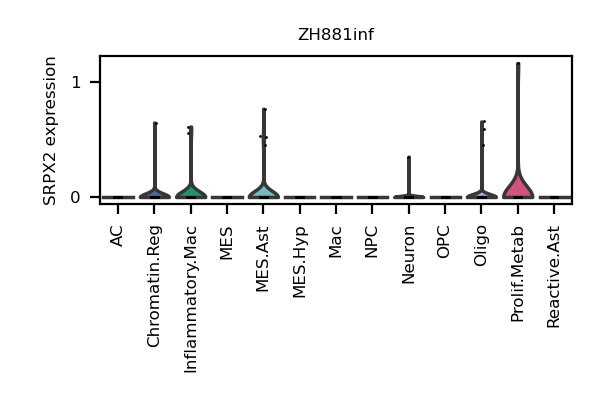 ZH881inf
SRPX2 expression
1
0
AC
Chromatin.Reg
Inflammatory.Mac
MES
MES.Ast
MES.Hyp
Mac
NPC
Neuron
OPC
Oligo
Prolif.Metab
Reactive.Ast